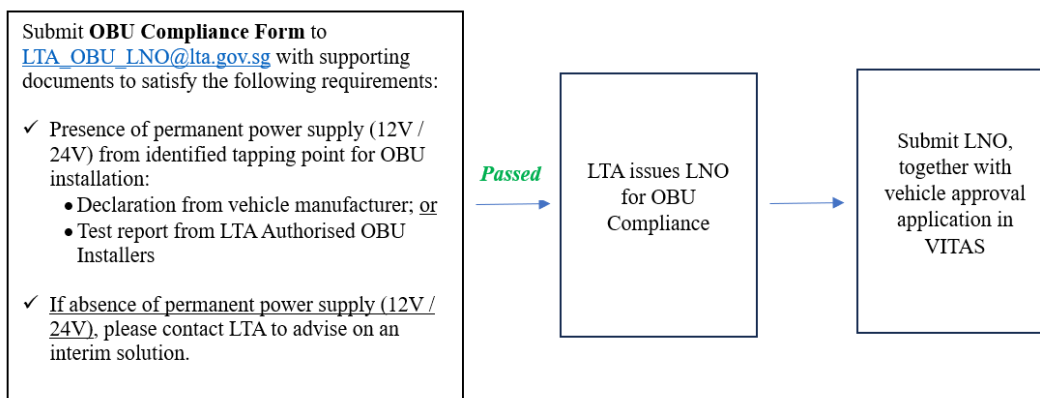 Submit OBU Compliance Form to
LTA_OBU_LNO@lta.gov.sg with supporting
documents to satisfy the following requirements:
✓ Presence of permanent power supply (12V /
24V) from identified tapping point for OBU
installation:
• Declaration from vehicle manufacturer; or
• Test report from LTA Authorised OBU
Installers
✓ If absence of permanent power supply (12V /
24V), please contact LTA to advise on an
interim solution.
Passed
LTA issues LNO
for OBU
Compliance
Submit LNO,
together with
vehicle approval
application in
VITAS